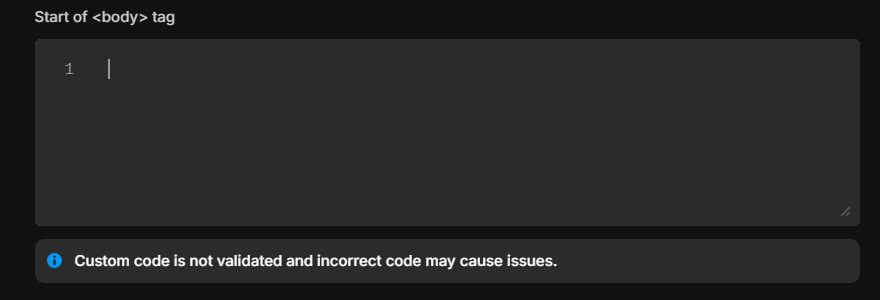 Start of <body> tag
1
Custom code is not validated and incorrect code may cause issues.